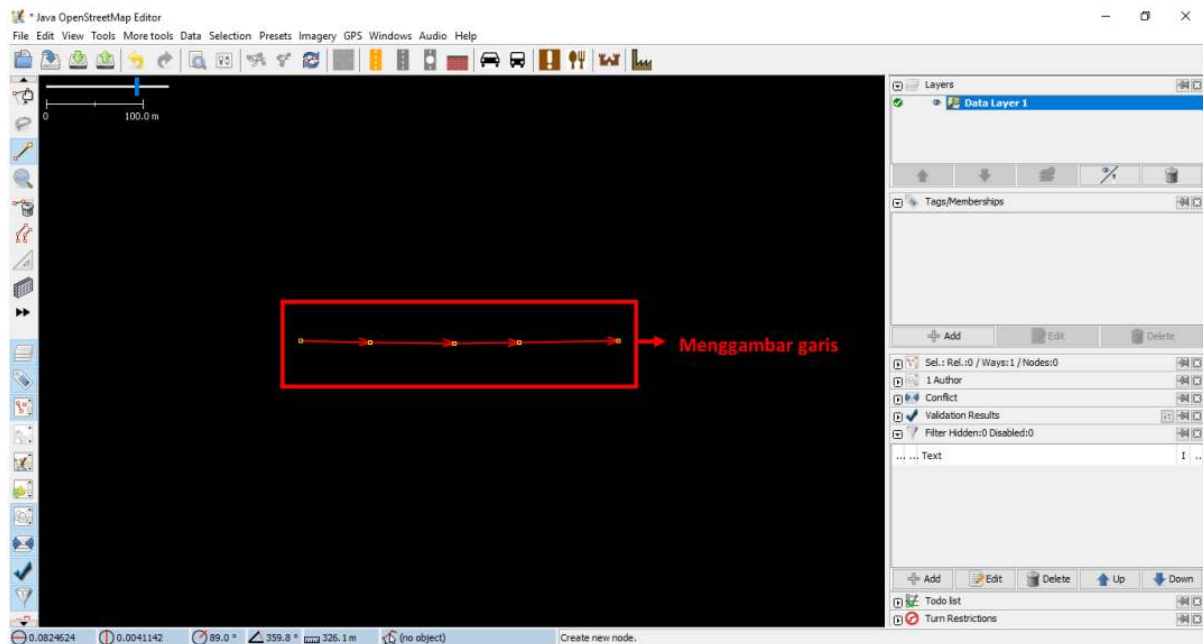 * Java OpenStreetMap Editor
File Edit View Tools More tools Data Selection Presets Imagery GPS Windows Audio Help
0 100.0 m
Layers
Data Layer 1
Tags/Memberships
Add Edit Delete
Menggambar garis
Sel.: Rel.:0 / Ways:1 / Nodes:0
1 Author
Conflict
Validation Results
Filter Hidden:0 Disabled:0
... ... Text I ..
Add Edit Delete Up Down
Todo list
Turn Restrictions
0.0824624 0.0041142 89.0 ° 359.8 ° 326.1 m (no object) Create new node.